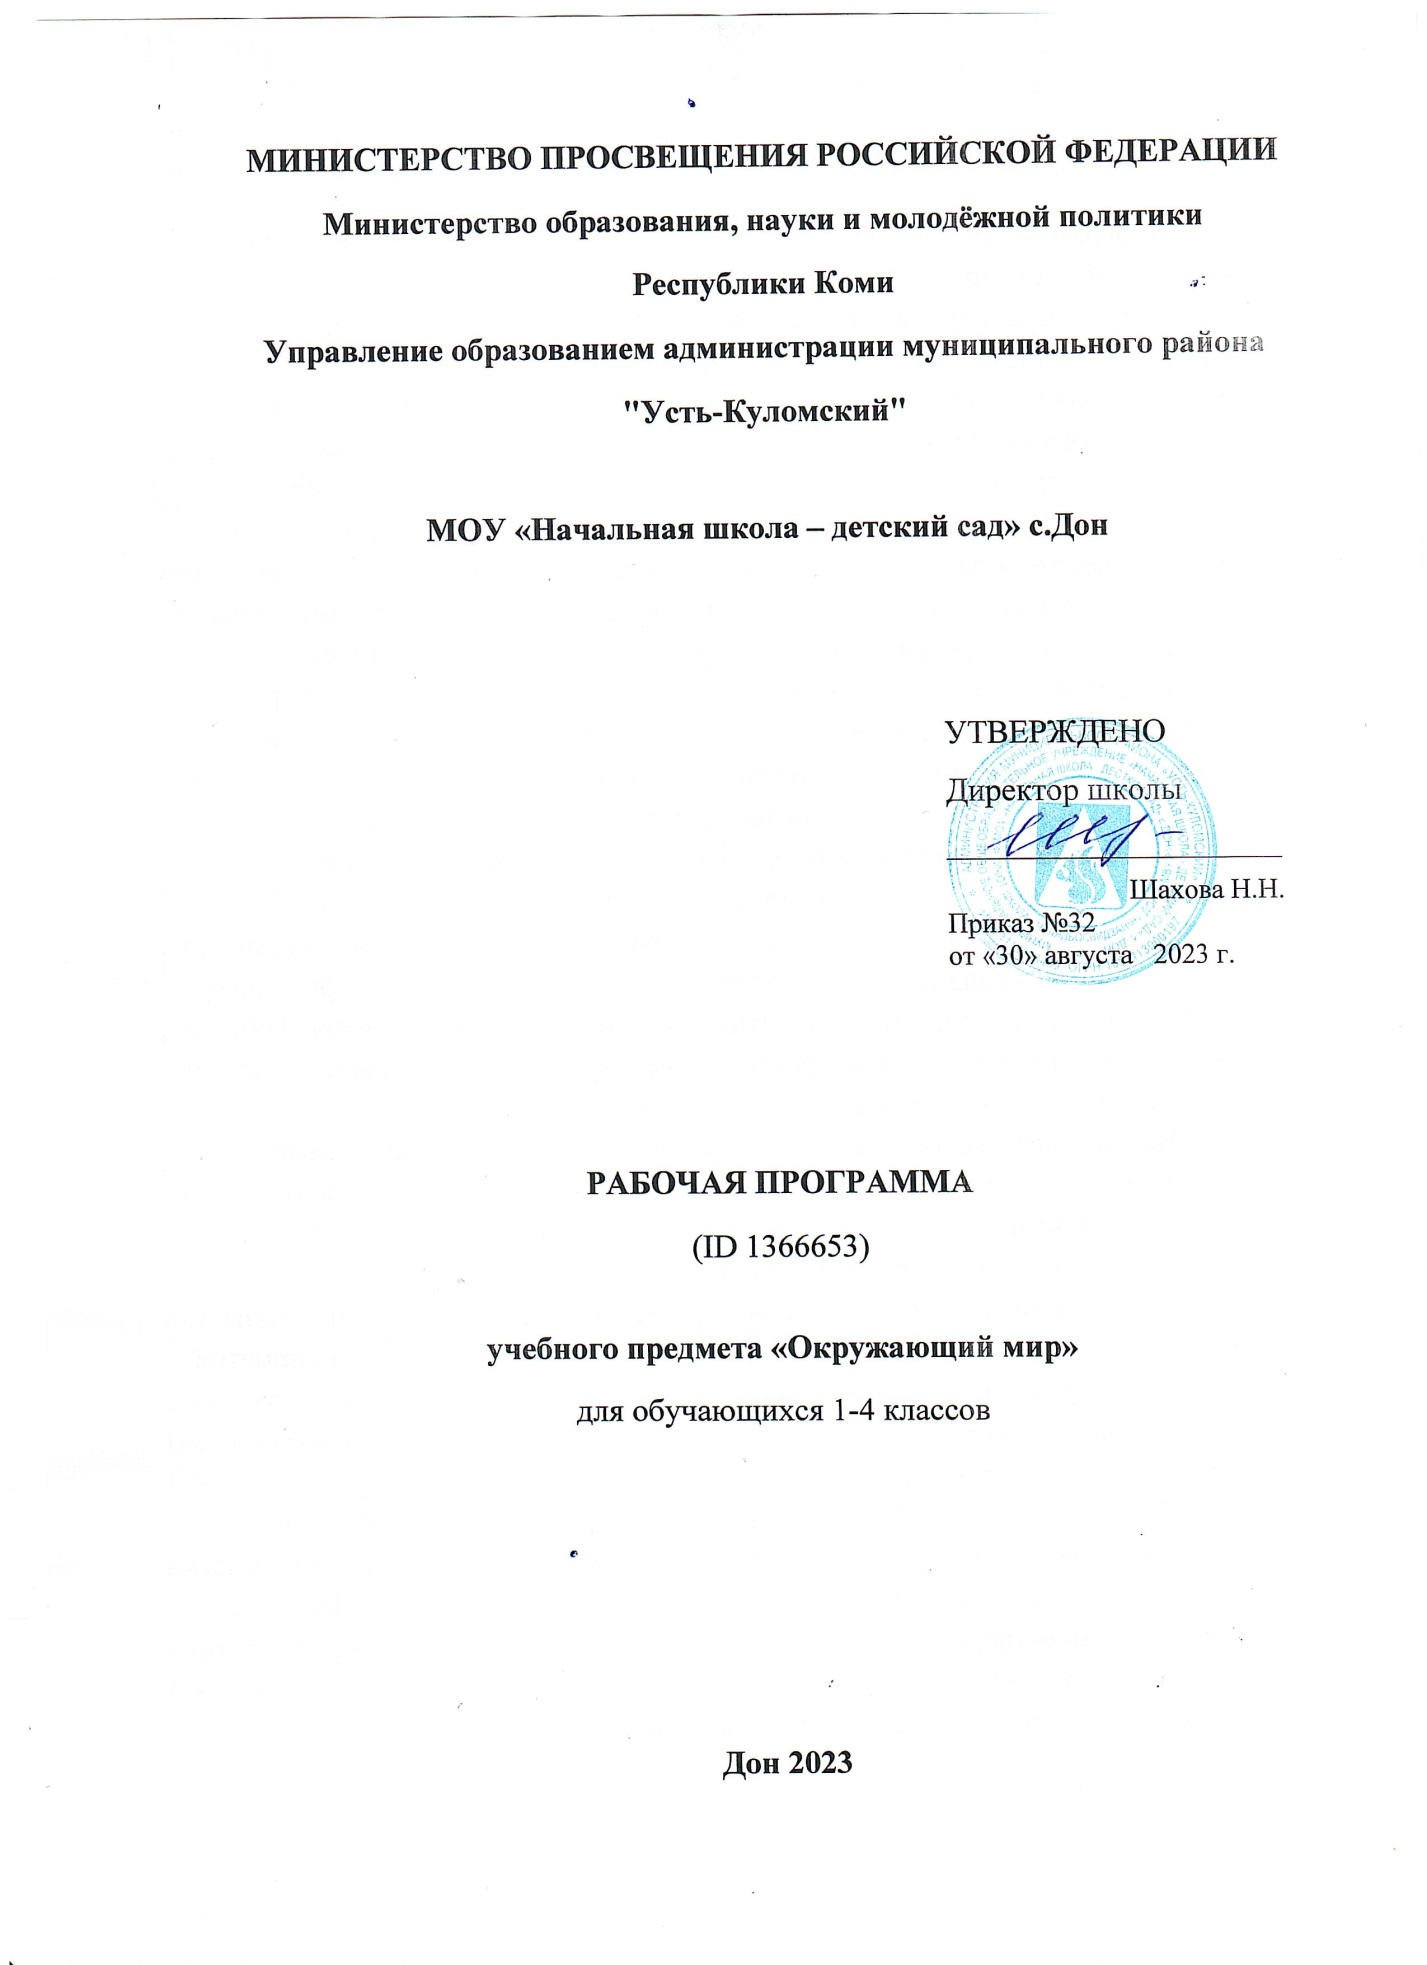 МИНИСТЕРСТВО ПРОСВЕЩЕНИЯ РОССИЙСКОЙ ФЕДЕРАЦИИ
Министерство образования, науки и молодёжной политики
Республики Коми
Управление образованием администрации муниципального района
"Усть-Куломский"
МОУ «Начальная школа – детский сад» с.Дон
УТВЕРЖДЕНО
Директор школы
Шахова Н.Н.
Приказ №32
от «30» августа 2023 г.
РАБОЧАЯ ПРОГРАММА
(ID 1366653)
учебного предмета «Окружающий мир»
для обучающихся 1-4 классов
Дон 2023